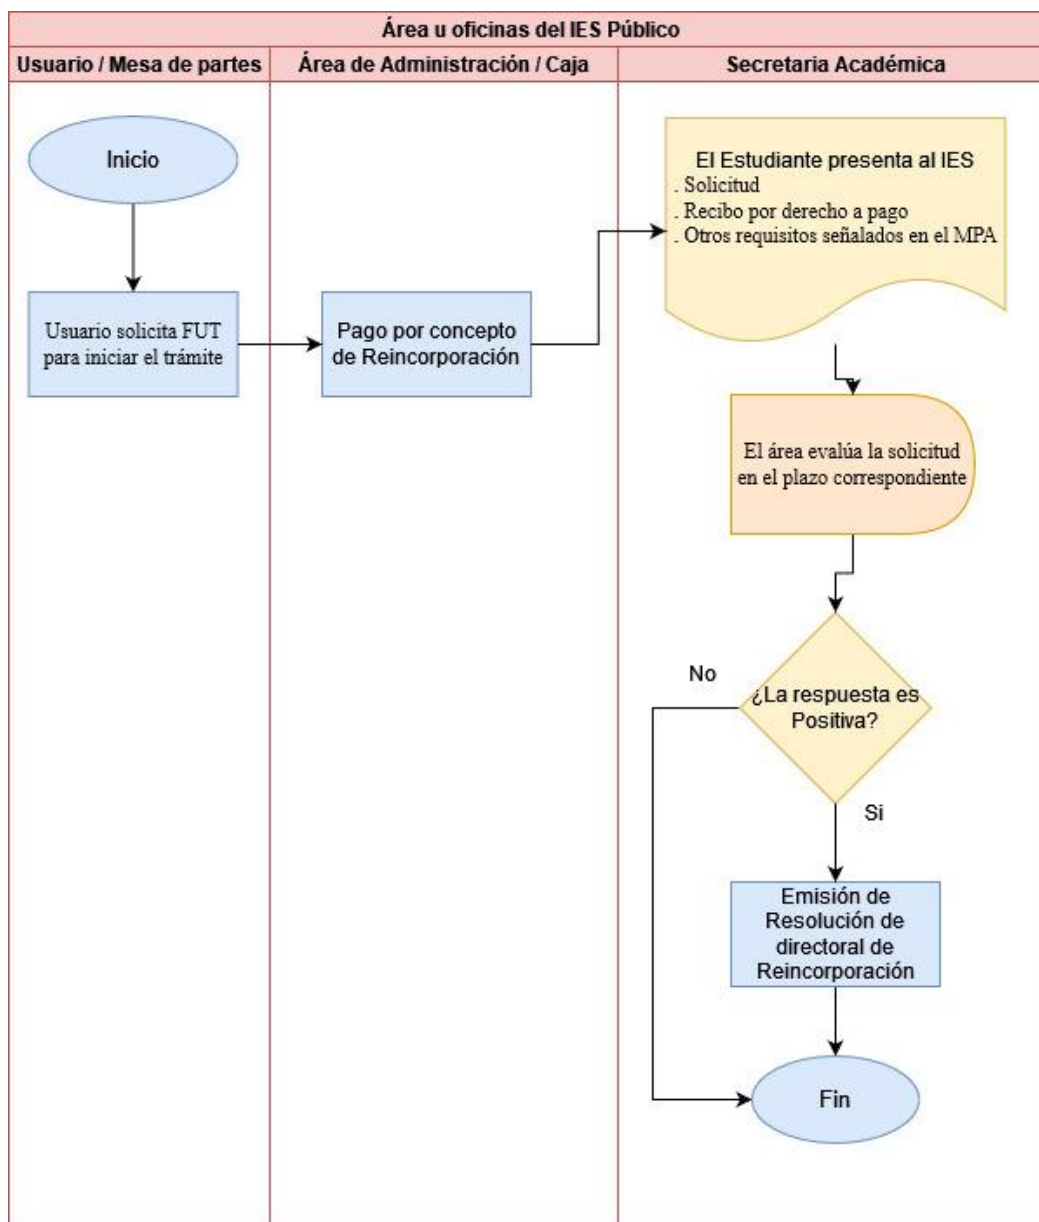 Área u oficinas del IES Público
Usuario / Mesa de partes
Área de Administración / Caja
Secretaria Académica
Inicio
Usuario solicita FUT
para iniciar el trámite
Pago por concepto
de Reincorporación
El Estudiante presenta al IES
. Solicitud
. Recibo por derecho a pago
. Otros requisitos señalados en el MPA
El área evalúa la solicitud
en el plazo correspondiente
¿La respuesta es
Positiva?
No
Si
Emisión de
Resolución de
directoral de
Reincorporación
Fin